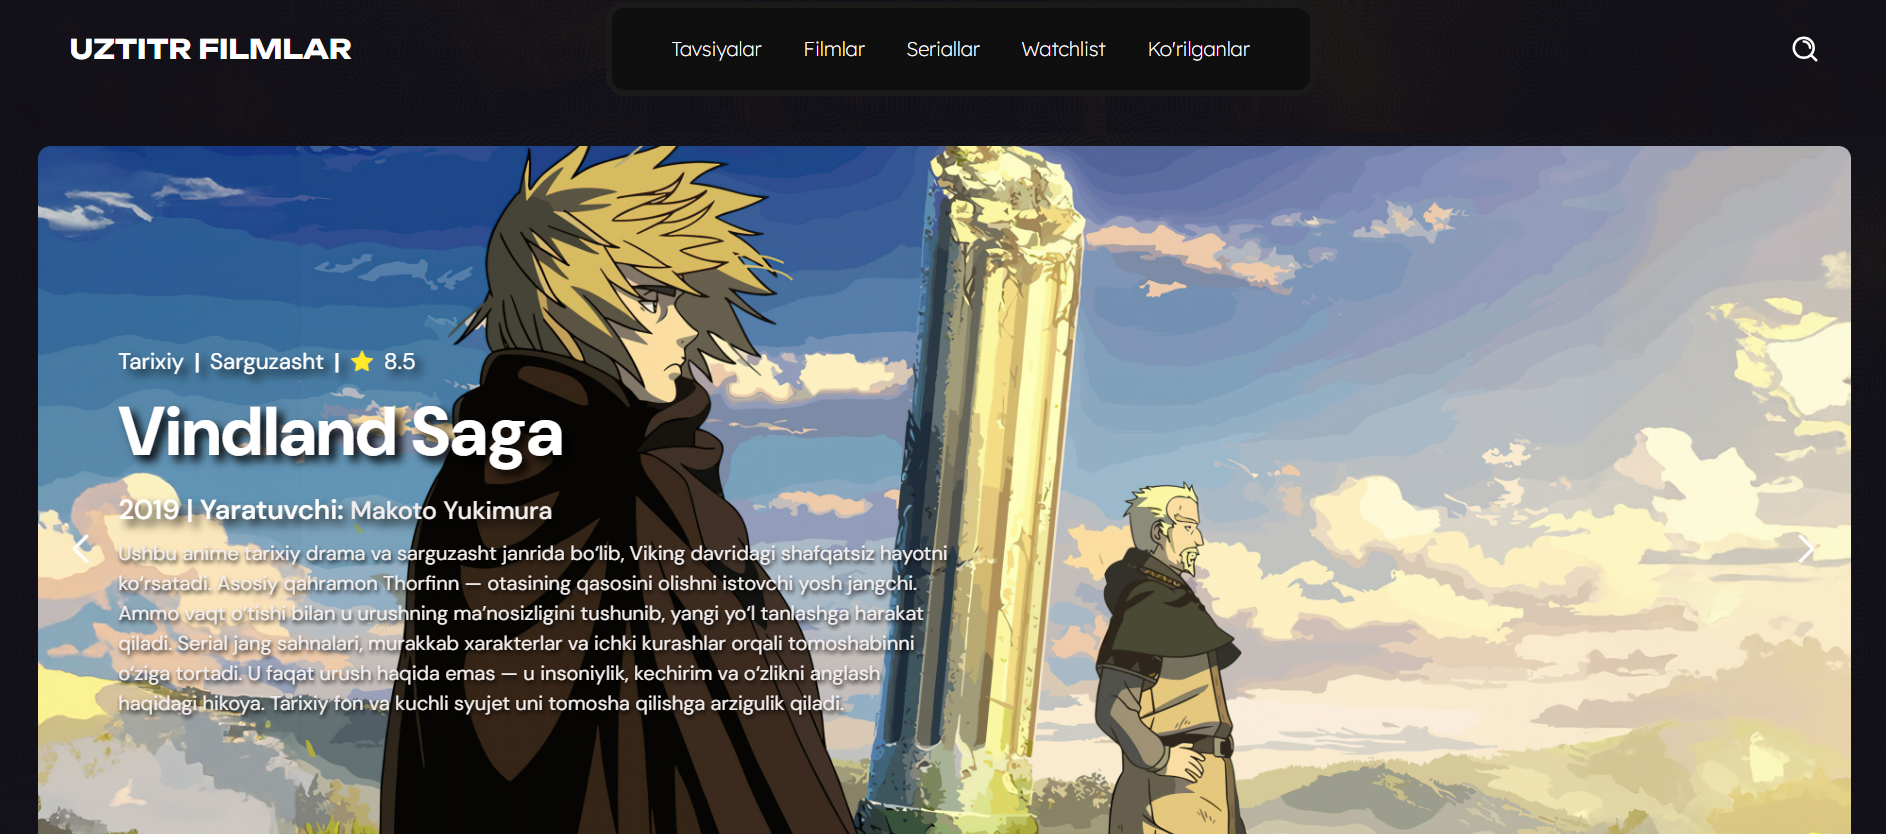 UZTITR FILMLAR
Tavsiyalar Filmlar Seriallar Watchlist Ko'rilganlar
Tarixiy | Sarguzasht | ⭐ 8.5
Vindland Saga
2019 | Yaratuvchi: Makoto Yukimura
Ushbu anime tarixiy drama va sarguzasht janrida bo‘lib, Viking davridagi shafqatsiz hayotni
ko‘rsatadi. Asosiy qahramon Thorfinn — otasining qasosini olishni istovchi yosh jangchi.
Ammo vaqt o‘tishi bilan u urushning ma’nosizligini tushunib, yangi yo‘l tanlashga harakat
qiladi. Serial jang sahnalari, murakkab xarakterlar va ichki kurashlar orqali tomoshabinni
o‘ziga tortadi. U faqat urush haqida emas — u insoniylik, kechirim va o‘zlikni anglash
haqidagi hikoya. Tarixiy fon va kuchli syujet uni tomosha qilishga arzigulik qiladi.